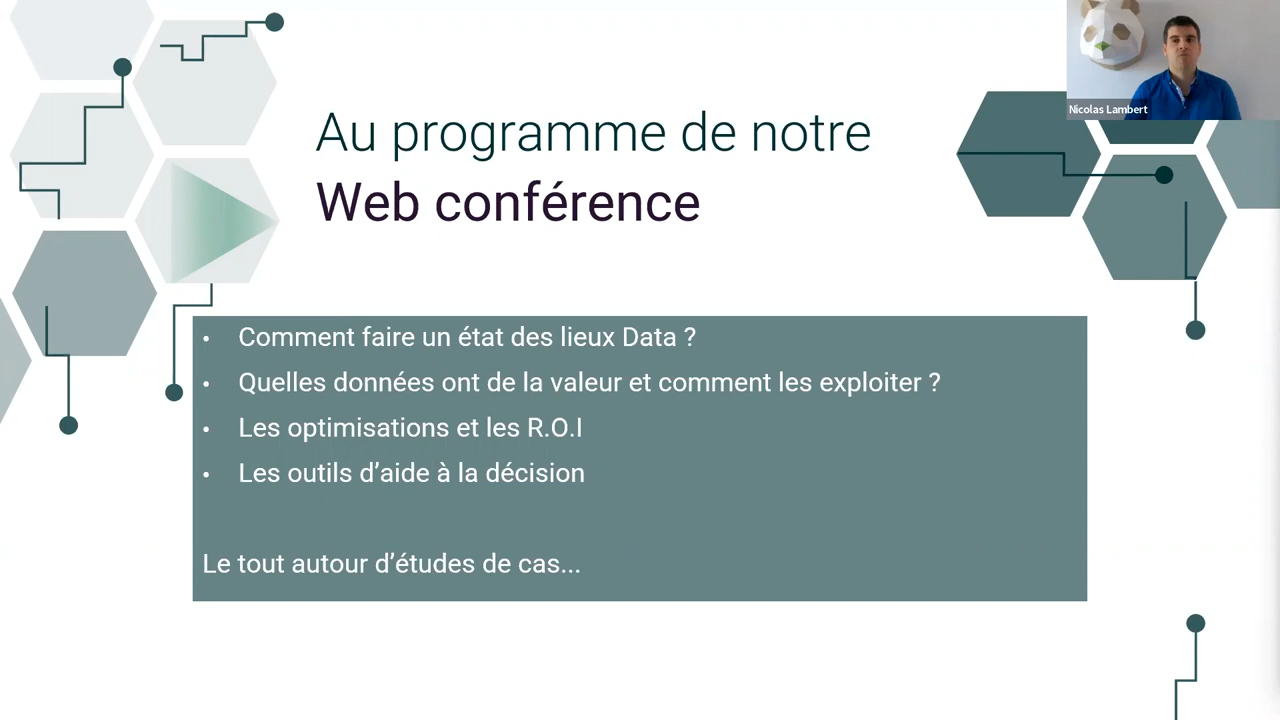 Nicolas Lambert
Au programme de notre
Web conférence
• Comment faire un état des lieux Data ?
• Quelles données ont de la valeur et comment les exploiter ?
• Les optimisations et les R.O.I
• Les outils d’aide à la décision
Le tout autour d’études de cas...